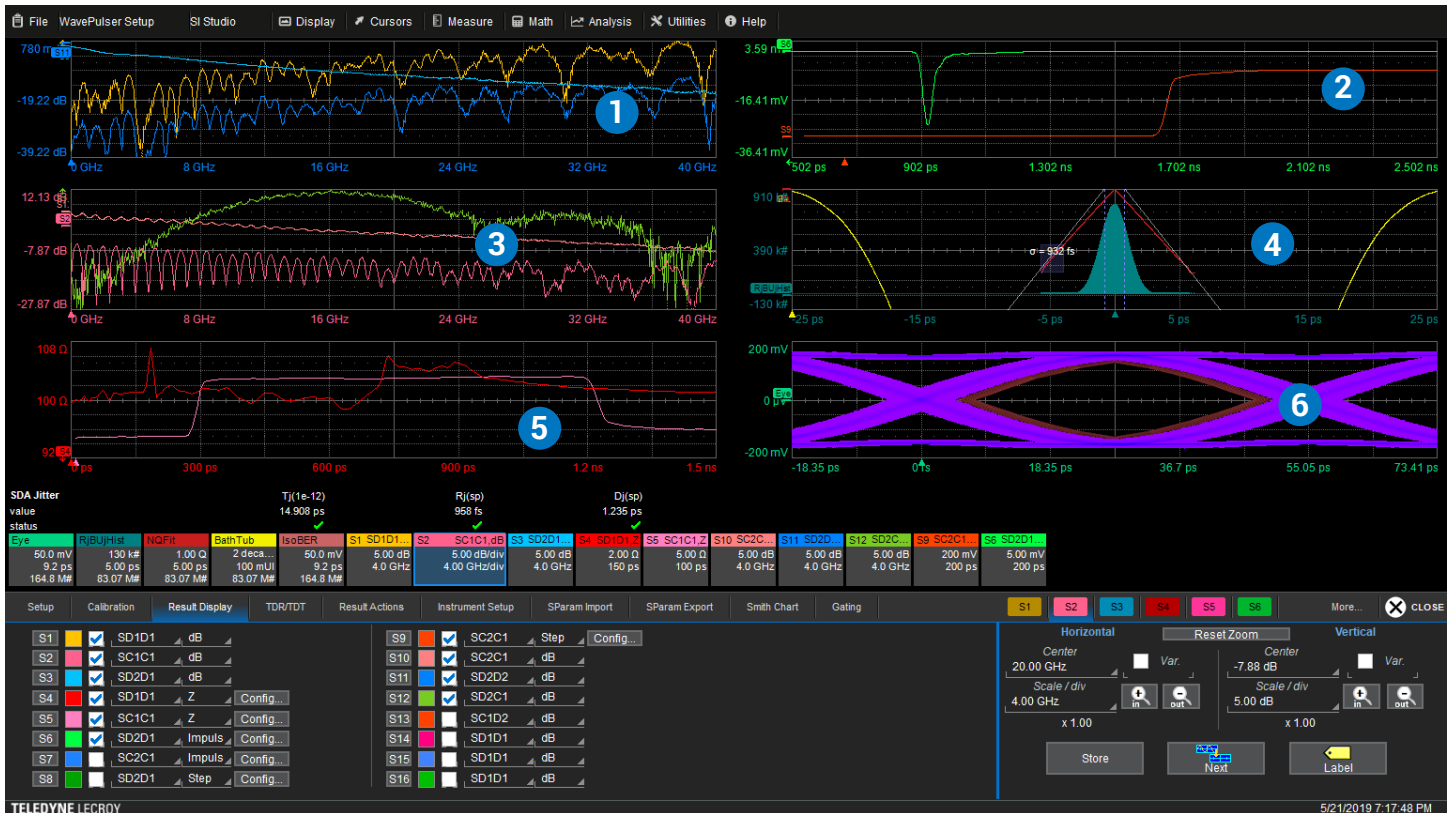 File WavePulser Setup SI Studio Display Cursors Measure Math Analysis Utilities Help
780 m
S11
-19.22 dB
-39.22 dB
0 GHz 8 GHz 16 GHz 24 GHz 32 GHz 40 GHz
1
3.59 m
S6
-16.41 mV
S9
-36.41 mV
502 ps 902 ps 1.302 ns 1.702 ns 2.102 ns 2.502 ns
2
12.13 dB
S1
S2
-7.87 dB
-27.87 dB
0 GHz 8 GHz 16 GHz 24 GHz 32 GHz 40 GHz
3
910 k#
390 k#
σ = 932 fs
RjBUjHist
-130 k#
-25 ps -15 ps -5 ps 5 ps 15 ps 25 ps
4
108 Ω
100 Ω
92
S4
0 ps 300 ps 600 ps 900 ps 1.2 ns 1.5 ns
5
200 mV
Eye
0 µV
-200 mV
-18.35 ps 0 fs 18.35 ps 36.7 ps 55.05 ps 73.41 ps
6
SDA Jitter Tj(1e-12) Rj(sp) Dj(sp)
value 14.908 ps 958 fs 1.235 ps
status
Eye RjBUjHist NQFit BathTub IsoBER S1 SD1D1... S2 SC1C1,dB S3 SD2D1... S4 SD1D1,Z S5 SC1C1,Z S10 SC2C... S11 SD2D... S12 SD2C... S9 SC2C1... S6 SD2D1...
50.0 mV 130 k# 1.00 Ω 2 deca... 50.0 mV 5.00 dB 5.00 dB/div 5.00 dB 2.00 Ω 5.00 Ω 5.00 dB 5.00 dB 5.00 dB 200 mV 5.00 mV
9.2 ps 5.00 ps 5.00 ps 100 mUI 9.2 ps 4.0 GHz 4.00 GHz/div 4.0 GHz 150 ps 100 ps 4.0 GHz 4.0 GHz 4.0 GHz 200 ps 200 ps
164.8 M# 83.07 M# 83.07 M# 83.07 M# 164.8 M#
Setup Calibration Result Display TDR/TDT Result Actions Instrument Setup SParam Import SParam Export Smith Chart Gating S1 S2 S3 S4 S5 S6 More... CLOSE
S1 SD1D1 dB
S2 SC1C1 dB
S3 SD2D1 dB
S4 SD1D1 Z Config...
S5 SC1C1 Z Config...
S6 SD2D1 Impuls Config...
S7 SC2C1 Impuls Config...
S8 SD2D1 Step Config...
S9 SC2C1 Step Config...
S10 SC2C1 dB
S11 SD2D2 dB
S12 SD2C1 dB
S13 SC1D2 dB
S14 SD1D1 dB
S15 SD1D1 dB
S16 SD1D1 dB
Horizontal Reset Zoom Vertical
Center Center
20.00 GHz Var. -7.88 dB Var.
Scale / div Scale / div
4.00 GHz in out 5.00 dB in out
x 1.00 x 1.00
Store Next Label
TELEDYNE LECROY 5/21/2019 7:17:48 PM